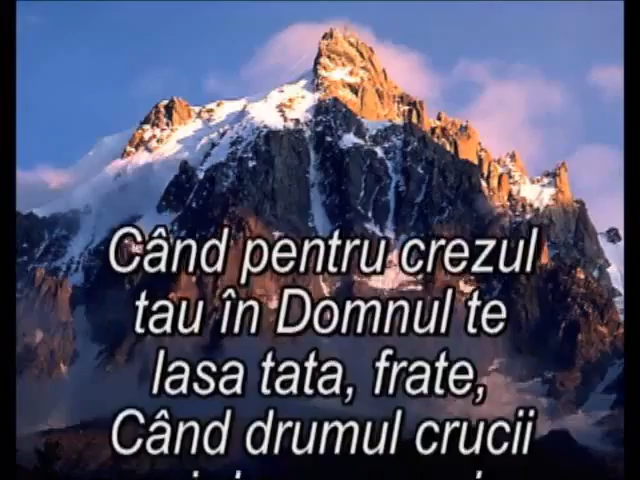 Când pentru crezul
tau în Domnul te
lasa tata, frate,
Când drumul crucii